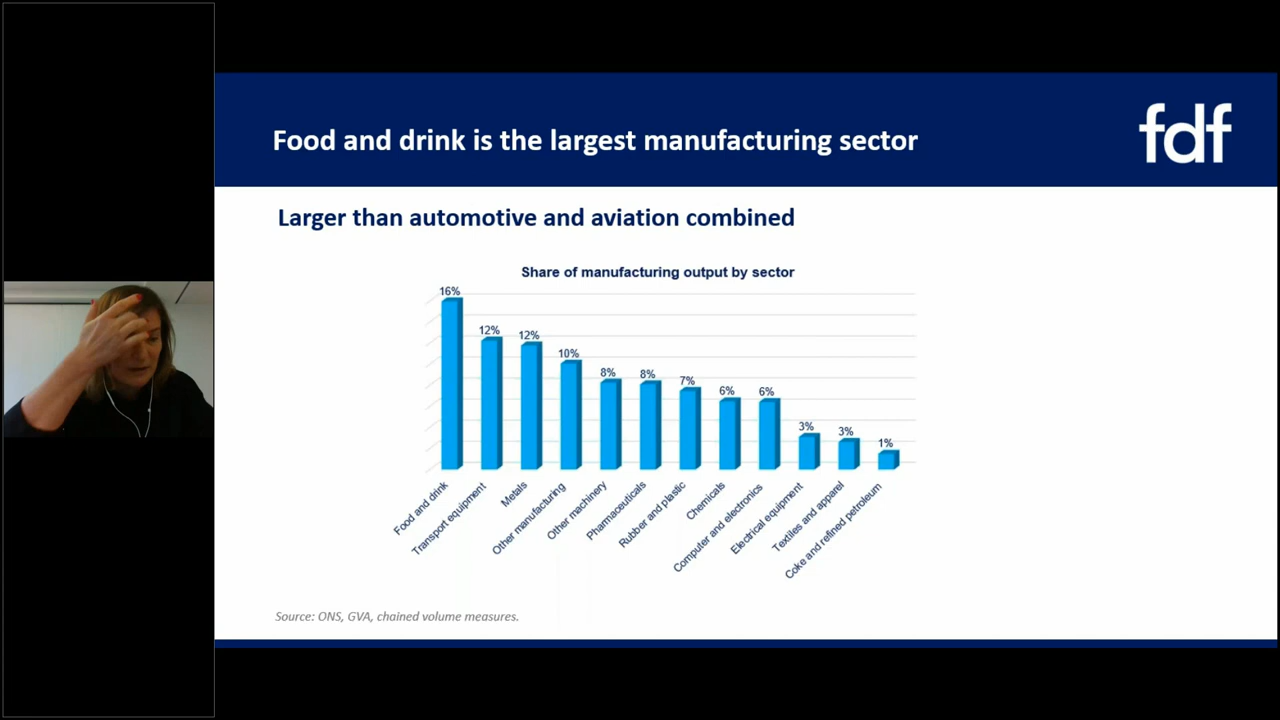 Food and drink is the largest manufacturing sector
fdf
Larger than automotive and aviation combined
Share of manufacturing output by sector
16%
12%
12%
10%
8%
8%
7%
6%
6%
3%
3%
1%
Food and drink
Transport equipment
Metals
Other manufacturing
Other machinery
Pharmaceuticals
Rubber and plastic
Chemicals
Computer and electronics
Electrical equipment
Textiles and apparel
Coke and refined petroleum
Source: ONS, GVA, chained volume measures.